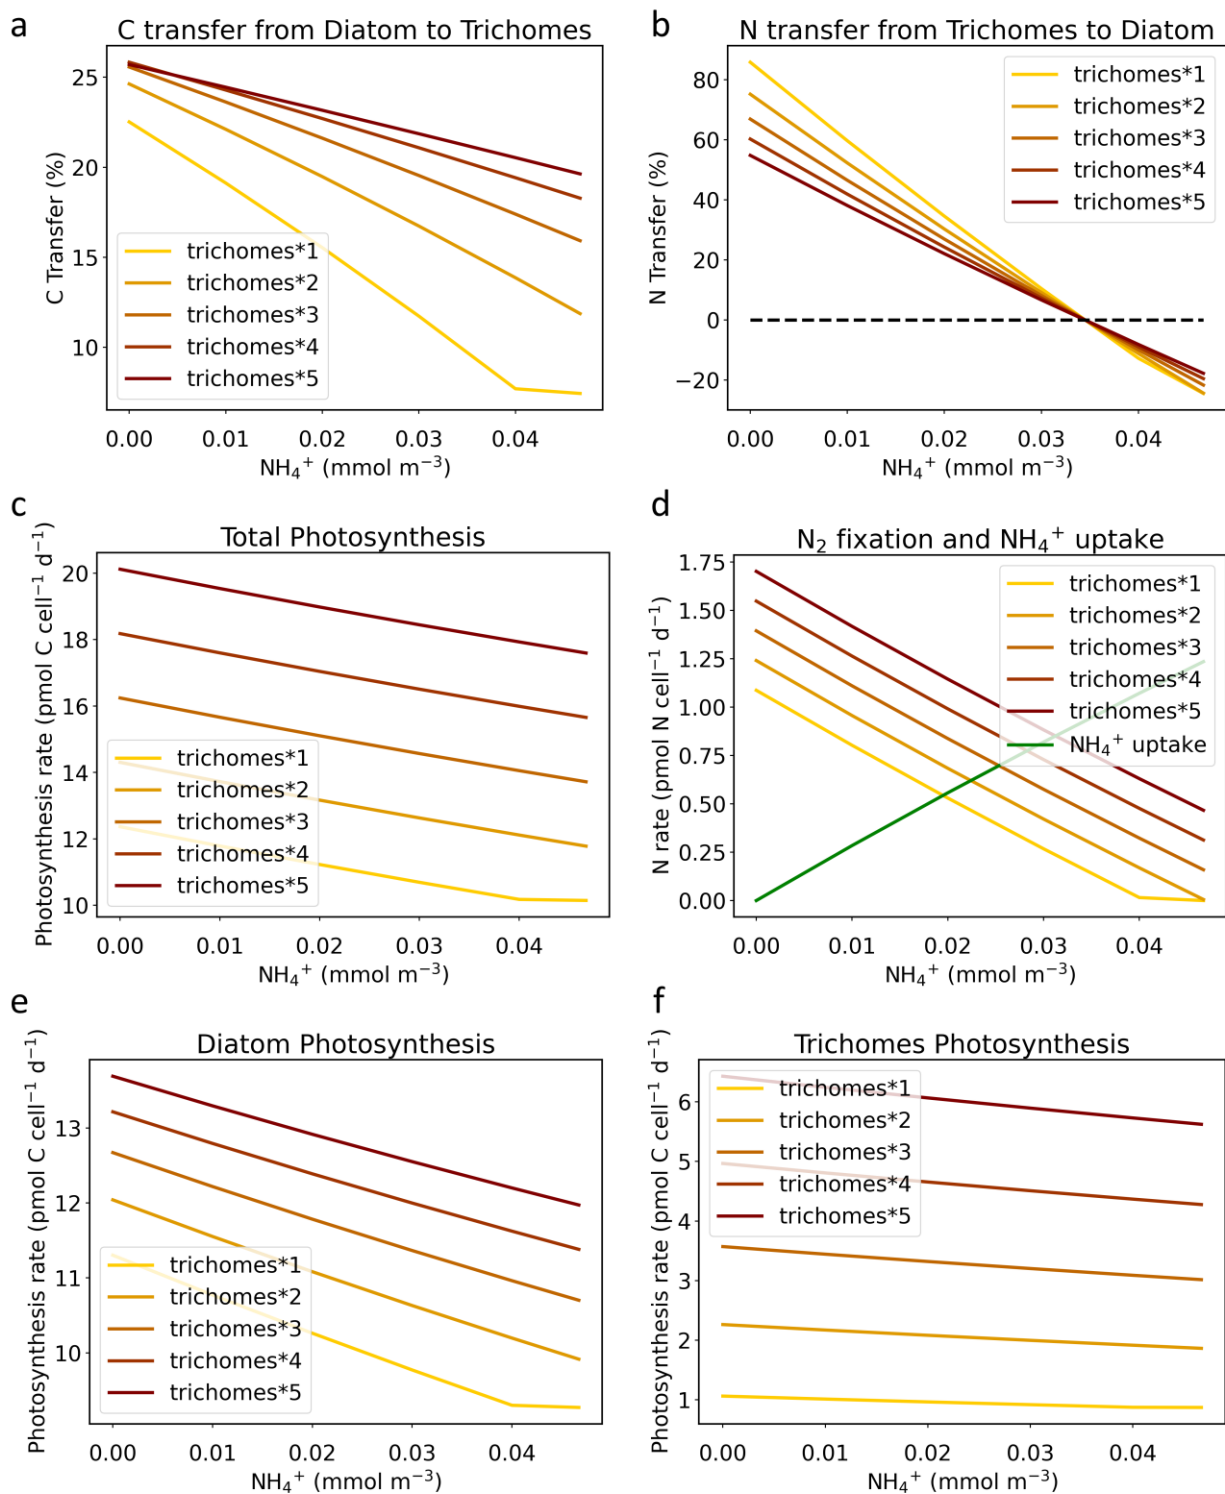 a
C transfer from Diatom to Trichomes
C Transfer (%)
25
20
15
10
trichomes*1
trichomes*2
trichomes*3
trichomes*4
trichomes*5
0.00 0.01 0.02 0.03 0.04
NH₄⁺ (mmol m⁻³)
b
N transfer from Trichomes to Diatom
N Transfer (%)
80
60
40
20
0
−20
trichomes*1
trichomes*2
trichomes*3
trichomes*4
trichomes*5
0.00 0.01 0.02 0.03 0.04
NH₄⁺ (mmol m⁻³)
c
Total Photosynthesis
Photosynthesis rate (pmol C cell⁻¹ d⁻¹)
20
18
16
14
12
10
trichomes*1
trichomes*2
trichomes*3
trichomes*4
trichomes*5
0.00 0.01 0.02 0.03 0.04
NH₄⁺ (mmol m⁻³)
d
N₂ fixation and NH₄⁺ uptake
N rate (pmol N cell⁻¹ d⁻¹)
1.75
1.50
1.25
1.00
0.75
0.50
0.25
0.00
trichomes*1
trichomes*2
trichomes*3
trichomes*4
trichomes*5
NH₄⁺ uptake
0.00 0.01 0.02 0.03 0.04
NH₄⁺ (mmol m⁻³)
e
Diatom Photosynthesis
Photosynthesis rate (pmol C cell⁻¹ d⁻¹)
13
12
11
10
trichomes*1
trichomes*2
trichomes*3
trichomes*4
trichomes*5
0.00 0.01 0.02 0.03 0.04
NH₄⁺ (mmol m⁻³)
f
Trichomes Photosynthesis
Photosynthesis rate (pmol C cell⁻¹ d⁻¹)
6
5
4
3
2
1
trichomes*1
trichomes*2
trichomes*3
trichomes*4
trichomes*5
0.00 0.01 0.02 0.03 0.04
NH₄⁺ (mmol m⁻³)